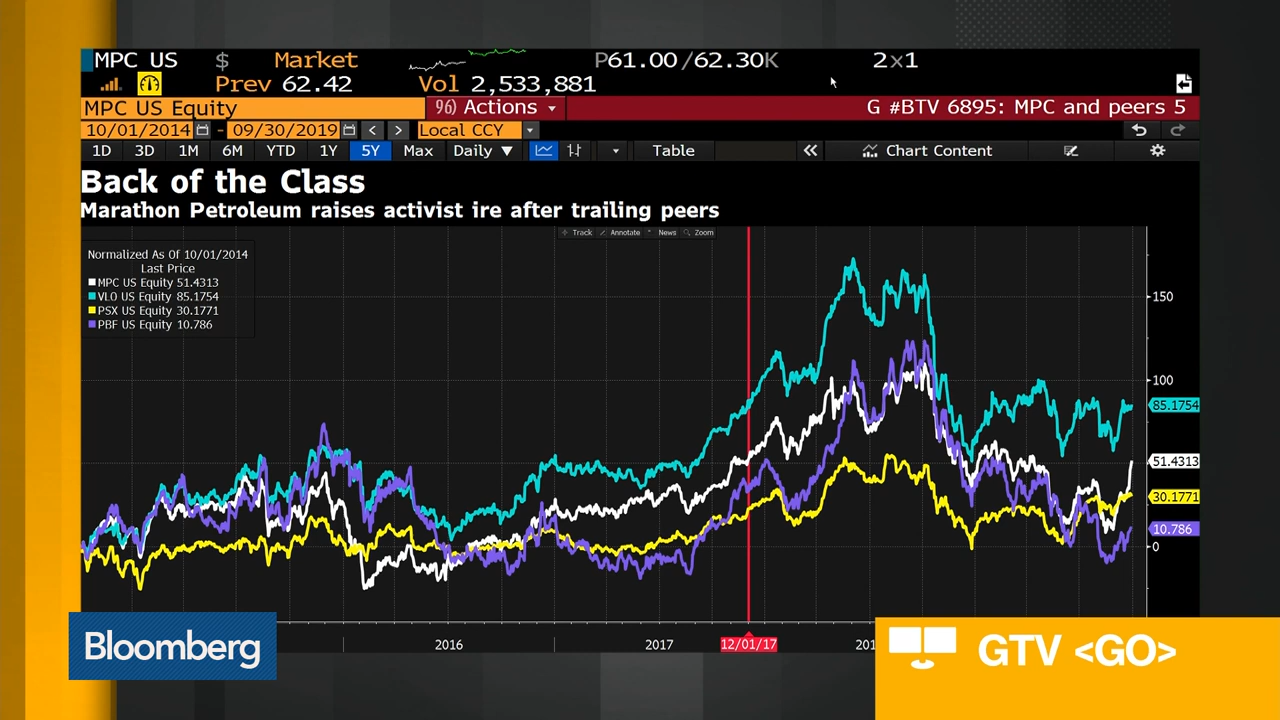 MPC US $ Market P61.00/62.30K 2x1
Prev 62.42 Vol 2,533,881
MPC US Equity 96) Actions G #BTV 6895: MPC and peers 5
10/01/2014 - 09/30/2019 < > Local CCY
1D 3D 1M 6M YTD 1Y 5Y Max Daily ▼ Table « Chart Content
Back of the Class
Marathon Petroleum raises activist ire after trailing peers
Track Annotate News Zoom
Normalized As Of 10/01/2014
Last Price
MPC US Equity 51.4313
VLO US Equity 85.1754
PSX US Equity 30.1771
PBF US Equity 10.786
150
100
85.1754
51.4313
30.1771
10.786
0
2016 2017 12/01/17 201
Bloomberg
GTV <GO>